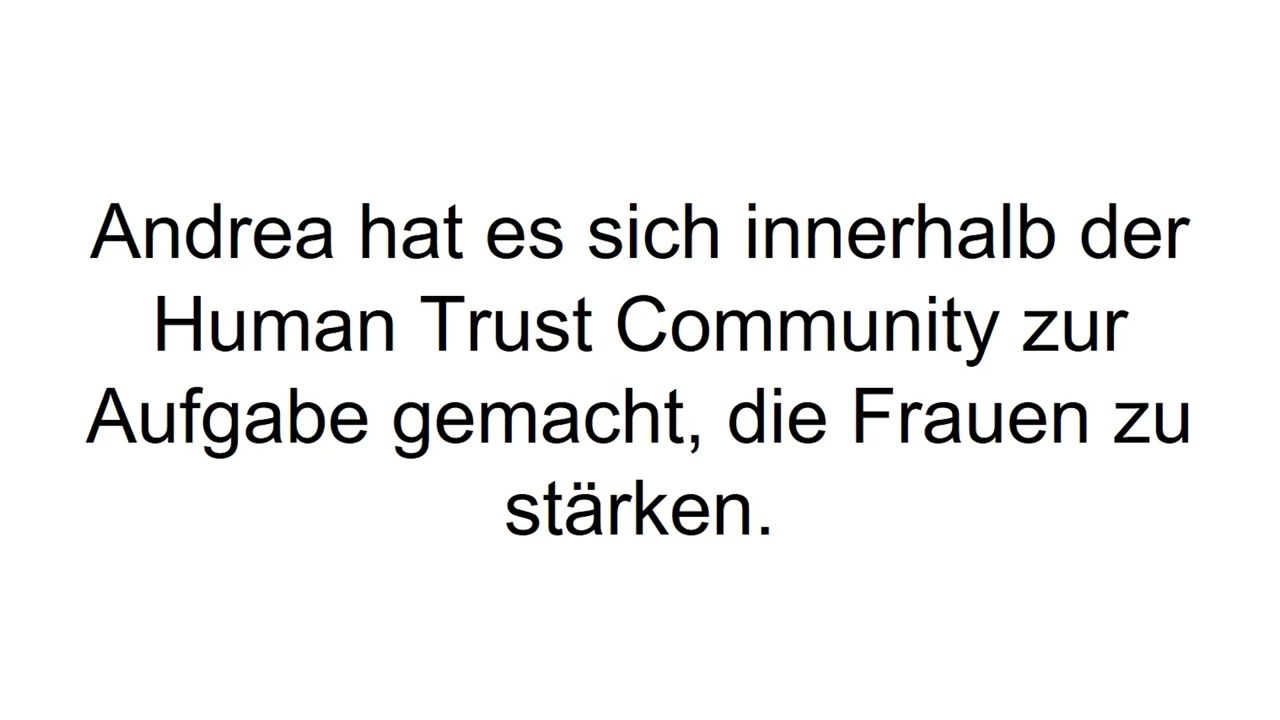 Andrea hat es sich innerhalb der
Human Trust Community zur
Aufgabe gemacht, die Frauen zu
stärken.